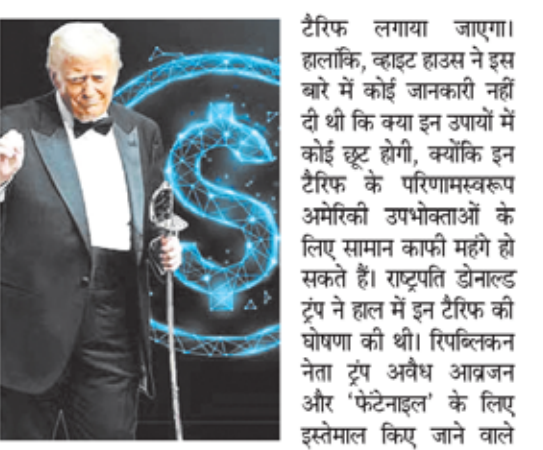 टैरिफ लगाया जाएगा।
हालांकि, व्हाइट हाउस ने इस
बारे में कोई जानकारी नहीं
दी थी कि क्या इन उपायों में
कोई छूट होगी, क्योंकि इन
टैरिफ के परिणामस्वरूप
अमेरिकी उपभोक्ताओं के
लिए सामान काफी महंगे हो
सकते हैं। राष्ट्रपति डोनाल्ड
ट्रंप ने हाल में इन टैरिफ की
घोषणा की थी। रिपब्लिकन
नेता ट्रंप अवैध आव्रजन
और 'फेंटेनाइल' के लिए
इस्तेमाल किए जाने वाले